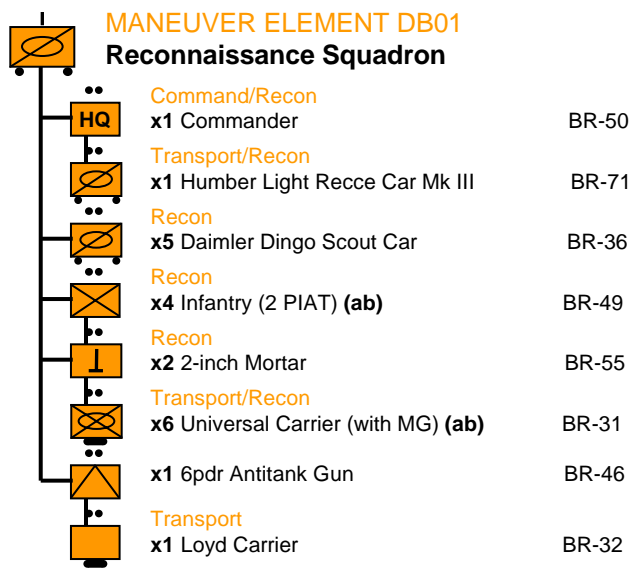 MANEUVER ELEMENT DB01
Reconnaissance Squadron
Command/Recon
HQ x1 Commander BR-50
Transport/Recon
x1 Humber Light Recce Car Mk III BR-71
Recon
x5 Daimler Dingo Scout Car BR-36
Recon
x4 Infantry (2 PIAT) (ab) BR-49
Recon
x2 2-inch Mortar BR-55
Transport/Recon
x6 Universal Carrier (with MG) (ab) BR-31
x1 6pdr Antitank Gun BR-46
Transport
x1 Loyd Carrier BR-32